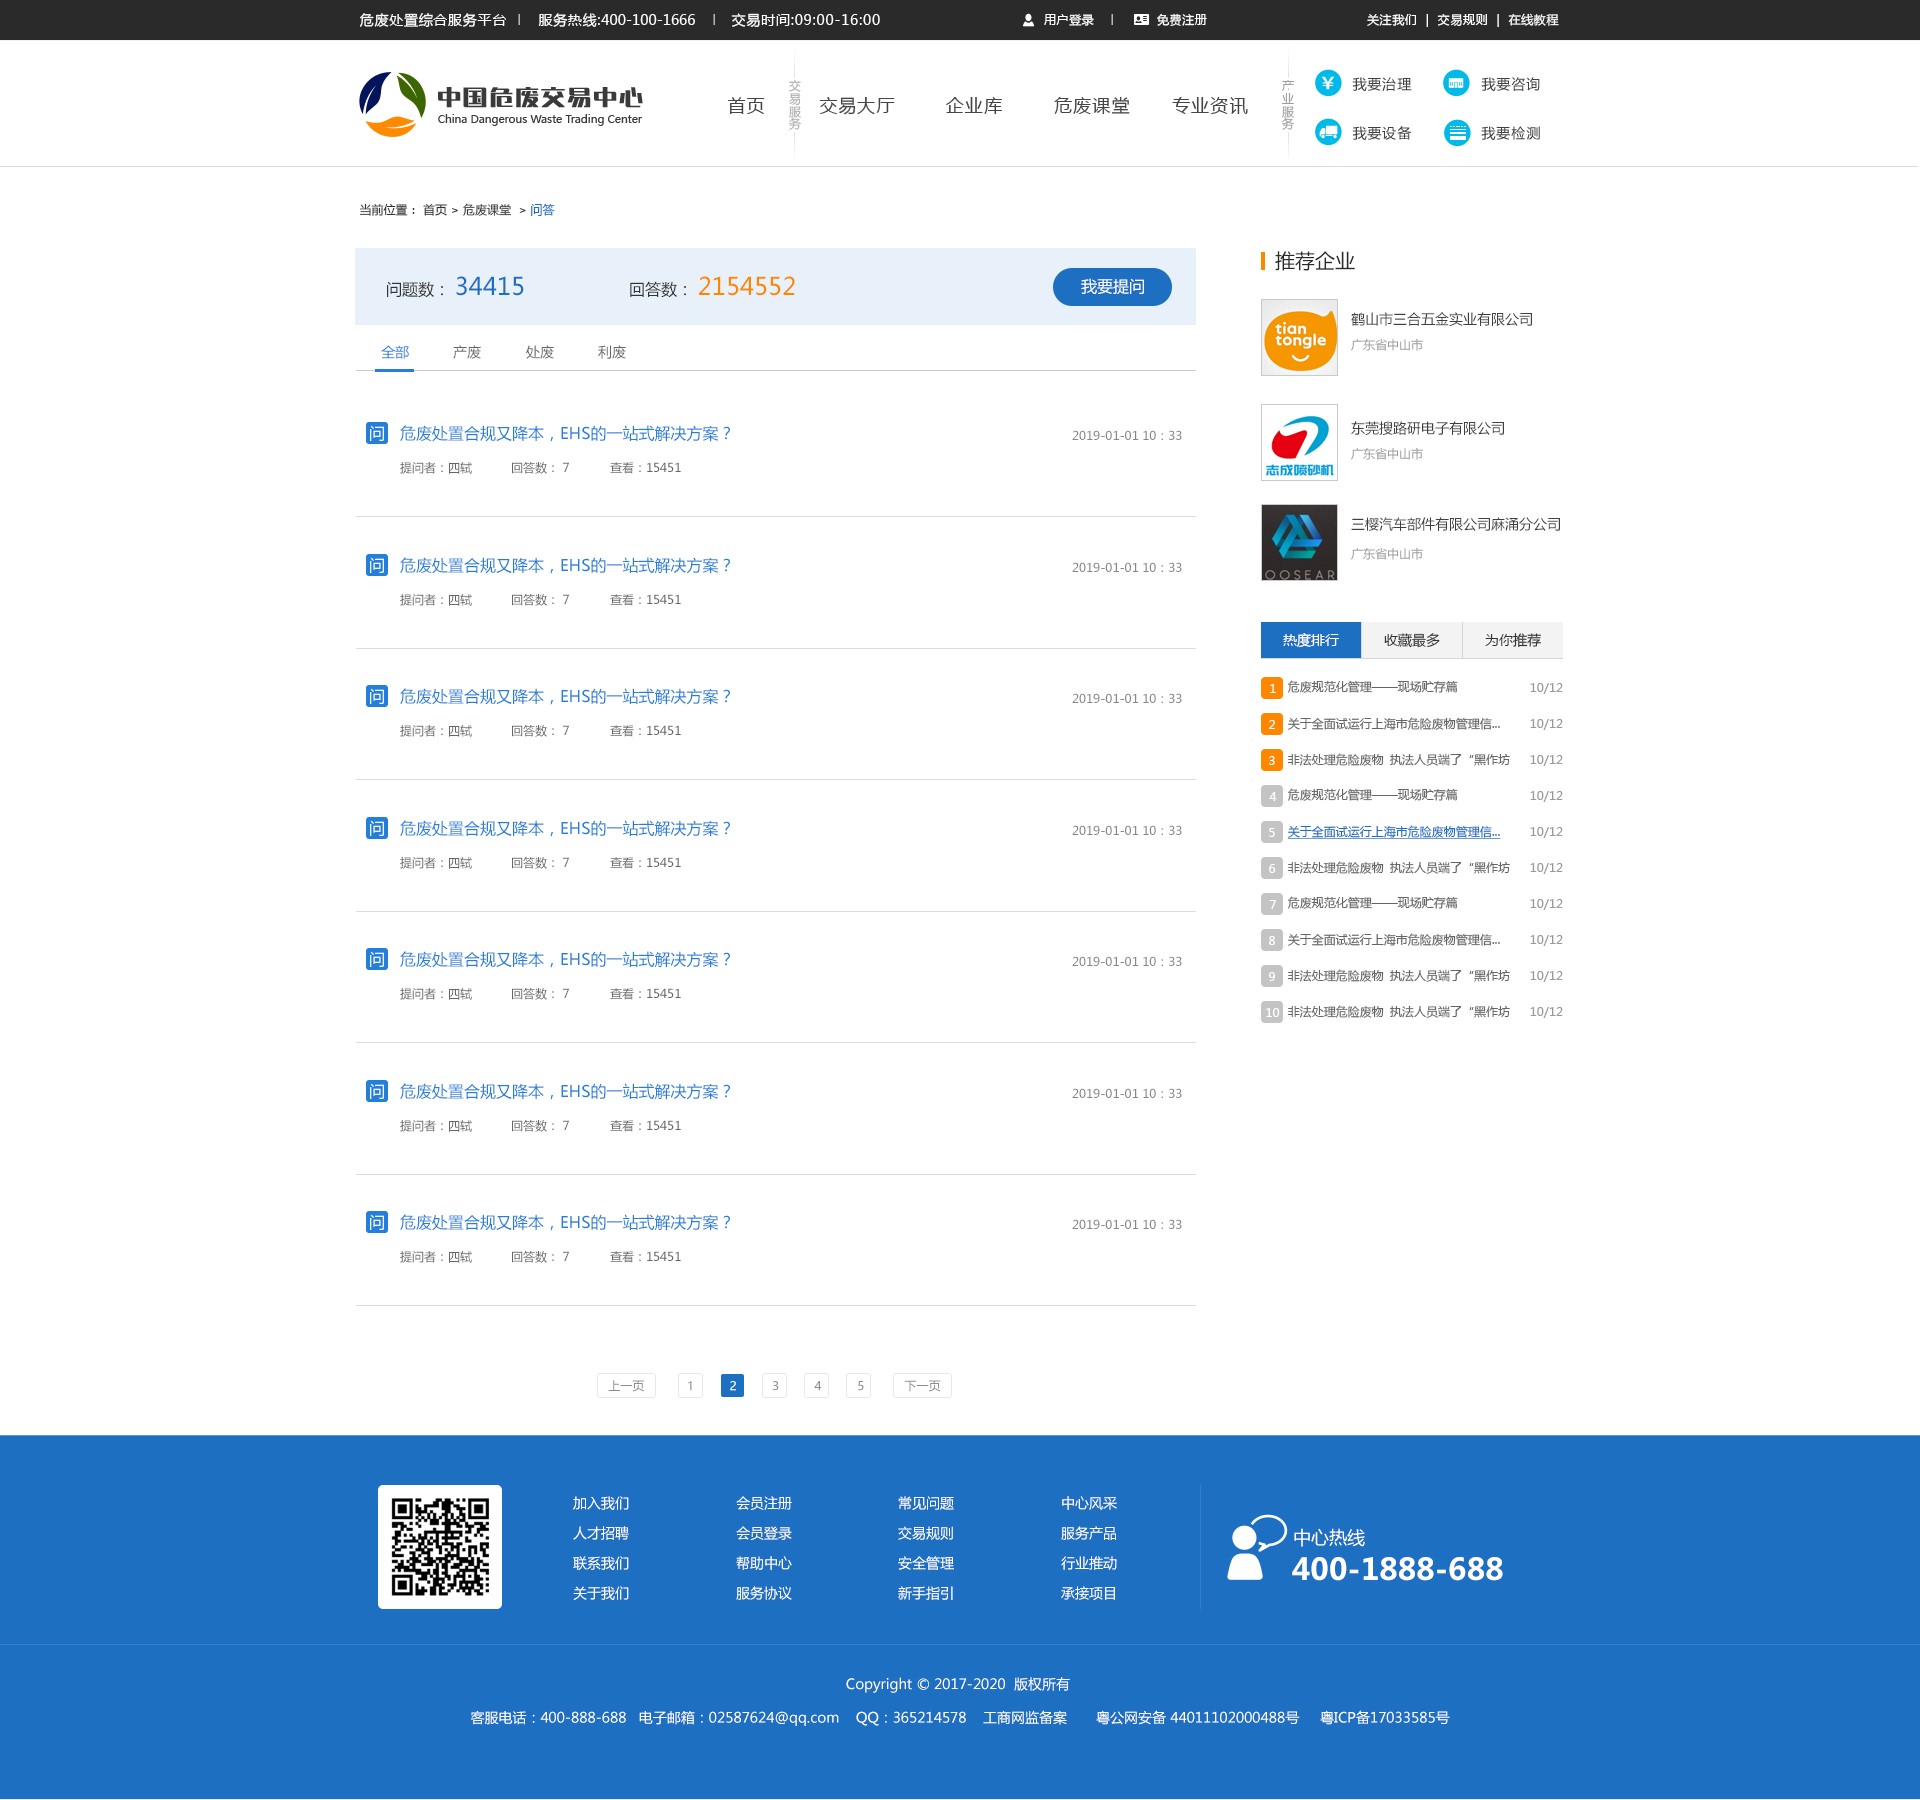 危废处置综合服务平台 | 服务热线:400-100-1666 | 交易时间:09:00-16:00 用户登录 | 免费注册 关注我们 | 交易规则 | 在线教程
中国危废交易中心
China Dangerous Waste Trading Center
首页 交易服务 交易大厅 企业库 危废课堂 专业资讯 产业服务
我要治理 我要咨询
我要设备 我要检测
当前位置： 首页 > 危废课堂 > 问答
问题数： 34415 回答数： 2154552 我要提问
全部 产废 处废 利废
问 危废处置合规又降本，EHS的一站式解决方案？ 2019-01-01 10：33
提问者：四轼 回答数： 7 查看：15451
问 危废处置合规又降本，EHS的一站式解决方案？ 2019-01-01 10：33
提问者：四轼 回答数： 7 查看：15451
问 危废处置合规又降本，EHS的一站式解决方案？ 2019-01-01 10：33
提问者：四轼 回答数： 7 查看：15451
问 危废处置合规又降本，EHS的一站式解决方案？ 2019-01-01 10：33
提问者：四轼 回答数： 7 查看：15451
问 危废处置合规又降本，EHS的一站式解决方案？ 2019-01-01 10：33
提问者：四轼 回答数： 7 查看：15451
问 危废处置合规又降本，EHS的一站式解决方案？ 2019-01-01 10：33
提问者：四轼 回答数： 7 查看：15451
问 危废处置合规又降本，EHS的一站式解决方案？ 2019-01-01 10：33
提问者：四轼 回答数： 7 查看：15451
上一页 1 2 3 4 5 下一页
推荐企业
tian
tongle
鹤山市三合五金实业有限公司
广东省中山市
志成喷砂机
东莞搜路研电子有限公司
广东省中山市
OOSEAR
三樱汽车部件有限公司麻涌分公司
广东省中山市
热度排行 收藏最多 为你推荐
1 危废规范化管理——现场贮存篇 10/12
2 关于全面试运行上海市危险废物管理信... 10/12
3 非法处理危险废物 执法人员端了“黑作坊 10/12
4 危废规范化管理——现场贮存篇 10/12
5 关于全面试运行上海市危险废物管理信... 10/12
6 非法处理危险废物 执法人员端了“黑作坊 10/12
7 危废规范化管理——现场贮存篇 10/12
8 关于全面试运行上海市危险废物管理信... 10/12
9 非法处理危险废物 执法人员端了“黑作坊 10/12
10 非法处理危险废物 执法人员端了“黑作坊 10/12
加入我们 会员注册 常见问题 中心风采
人才招聘 会员登录 交易规则 服务产品
联系我们 帮助中心 安全管理 行业推动
关于我们 服务协议 新手指引 承接项目
中心热线
400-1888-688
Copyright © 2017-2020 版权所有
客服电话：400-888-688 电子邮箱：02587624@qq.com QQ：365214578 工商网监备案 粤公网安备 44011102000488号 粤ICP备17033585号